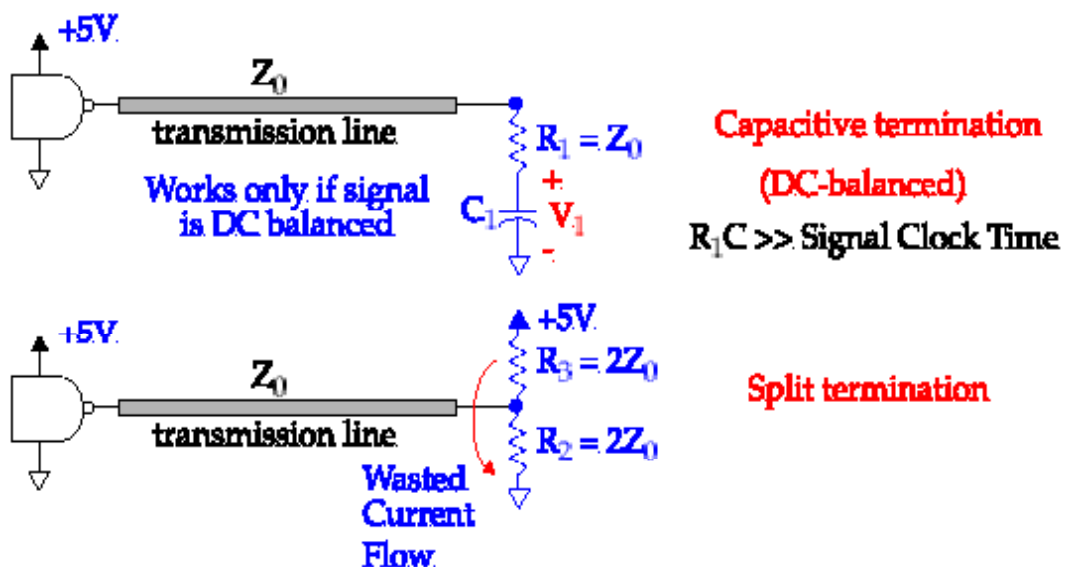 +5V
Z₀
transmission line
R₁ = Z₀
Works only if signal
is DC balanced
C₁
+
V₁
-
Capacitive termination
(DC-balanced)
R₁C >> Signal Clock Time
+5V
+5V
Z₀
R₃ = 2Z₀
transmission line
R₂ = 2Z₀
Wasted
Current
Flow
Split termination